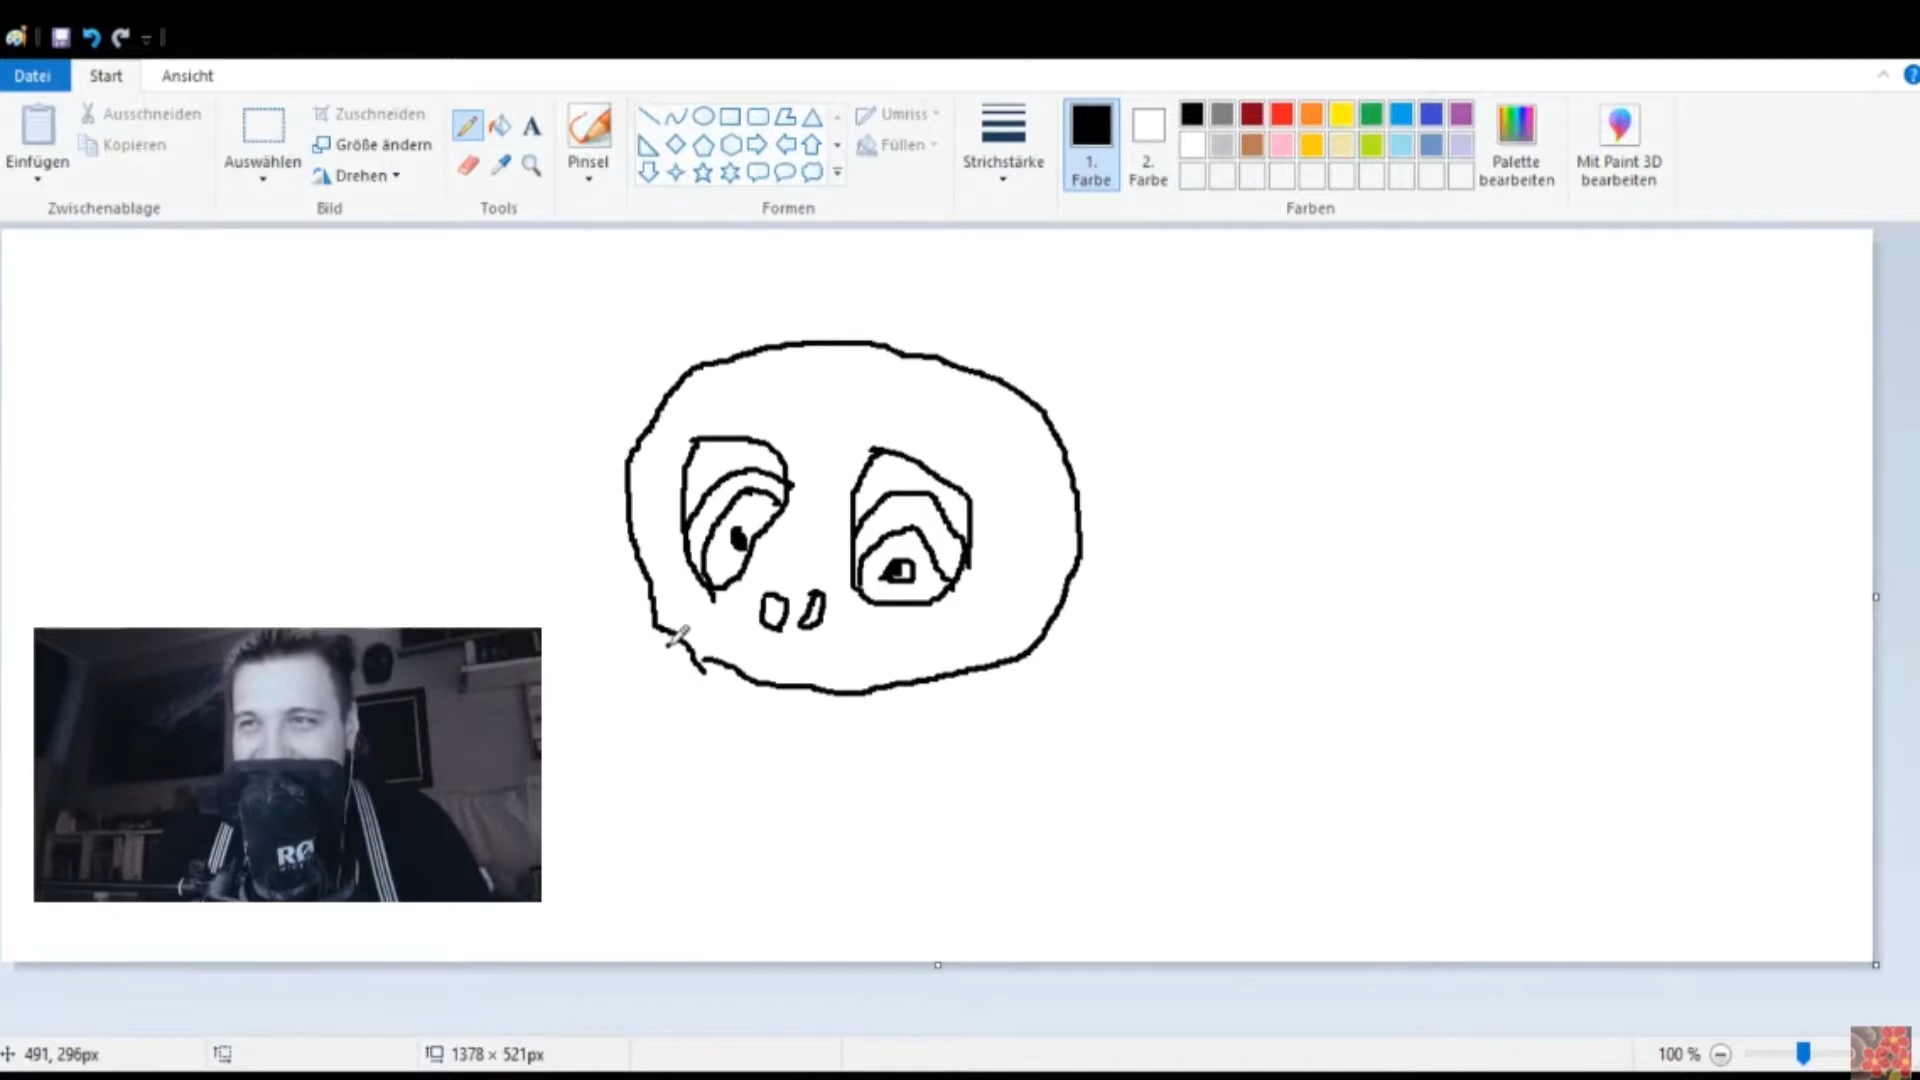 Datei Start Ansicht
Ausschneiden
Kopieren
Einfügen
Zwischenablage
Auswählen
Zuschneiden
Größe ändern
Drehen
Bild
A
Tools
Pinsel
Umriss
Füllen
Formen
Strichstärke
1.
Farbe
2.
Farbe
Palette
bearbeiten
Mit Paint 3D
bearbeiten
Farben
?
491, 296px
1378 × 521px
100 %